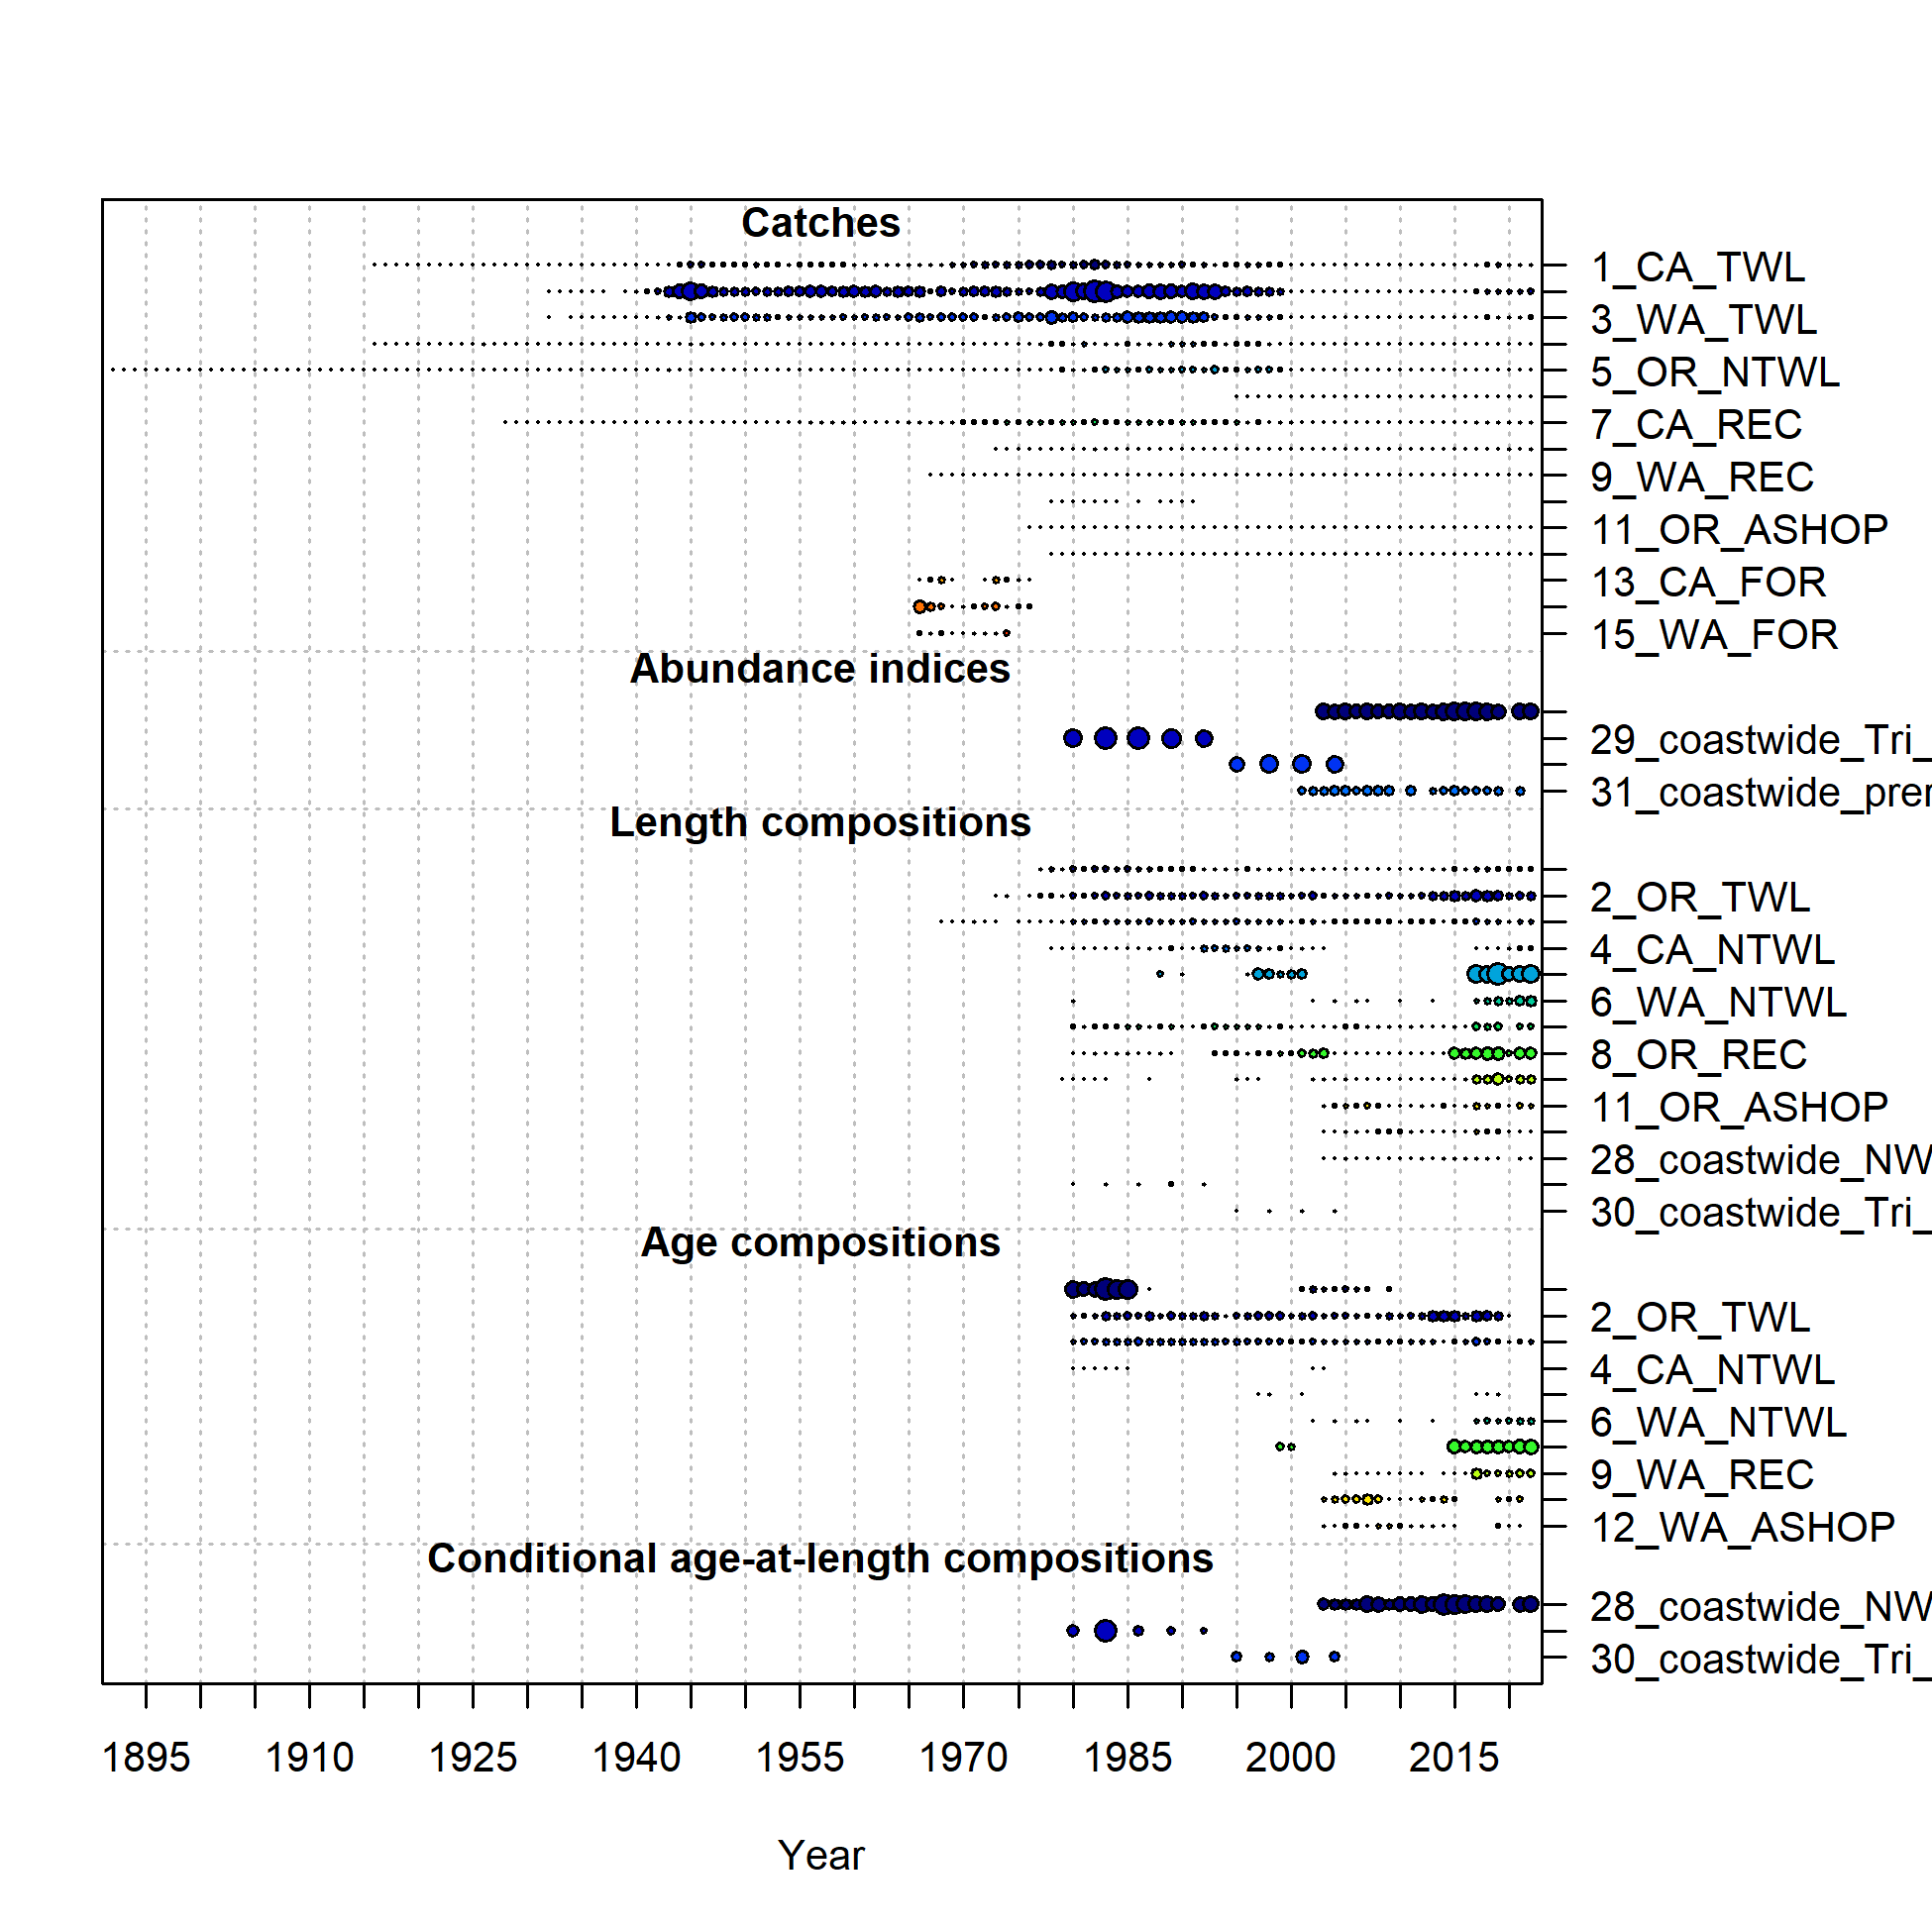 Catches
1_CA_TWL
3_WA_TWL
5_OR_NTWL
7_CA_REC
9_WA_REC
11_OR_ASHOP
13_CA_FOR
15_WA_FOR
Abundance indices
29_coastwide_Tri_
31_coastwide_prer
Length compositions
2_OR_TWL
4_CA_NTWL
6_WA_NTWL
8_OR_REC
11_OR_ASHOP
28_coastwide_NW
30_coastwide_Tri_
Age compositions
2_OR_TWL
4_CA_NTWL
6_WA_NTWL
9_WA_REC
12_WA_ASHOP
Conditional age-at-length compositions
28_coastwide_NW
30_coastwide_Tri_
1895 1910 1925 1940 1955 1970 1985 2000 2015
Year